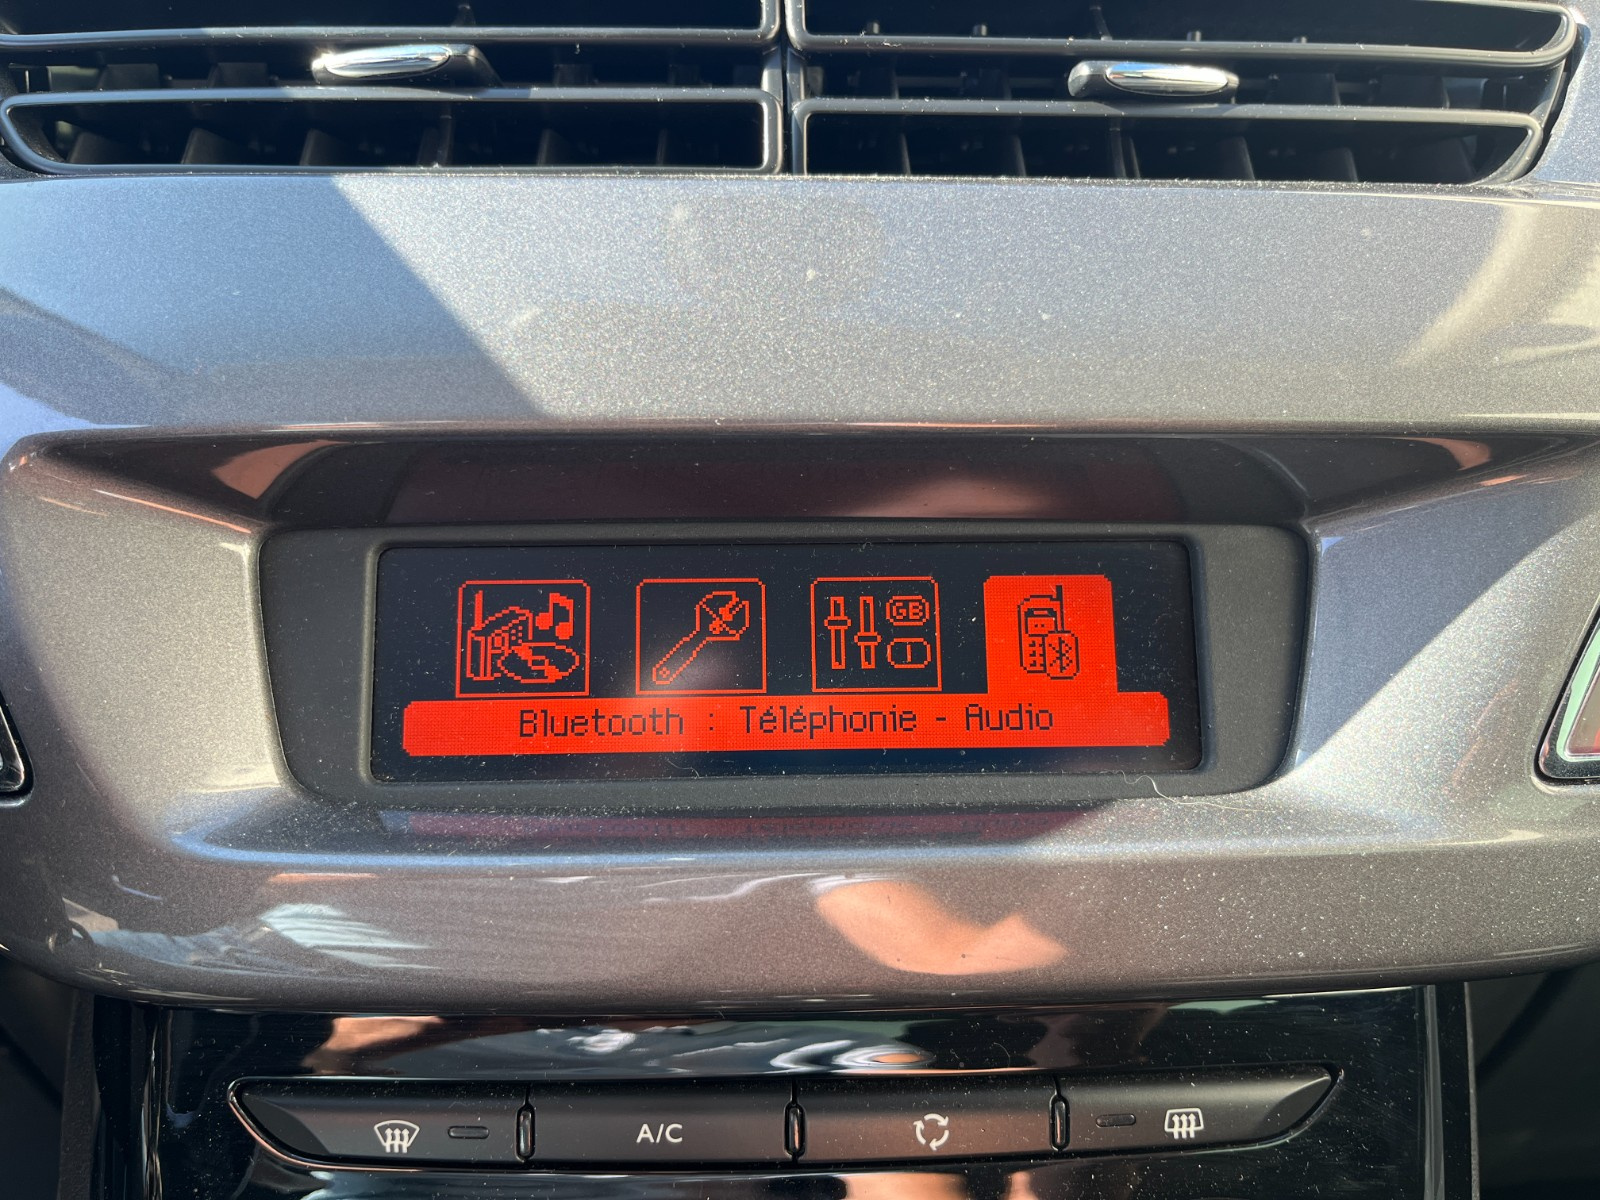 GB
Bluetooth : Téléphonie - Audio
A/C